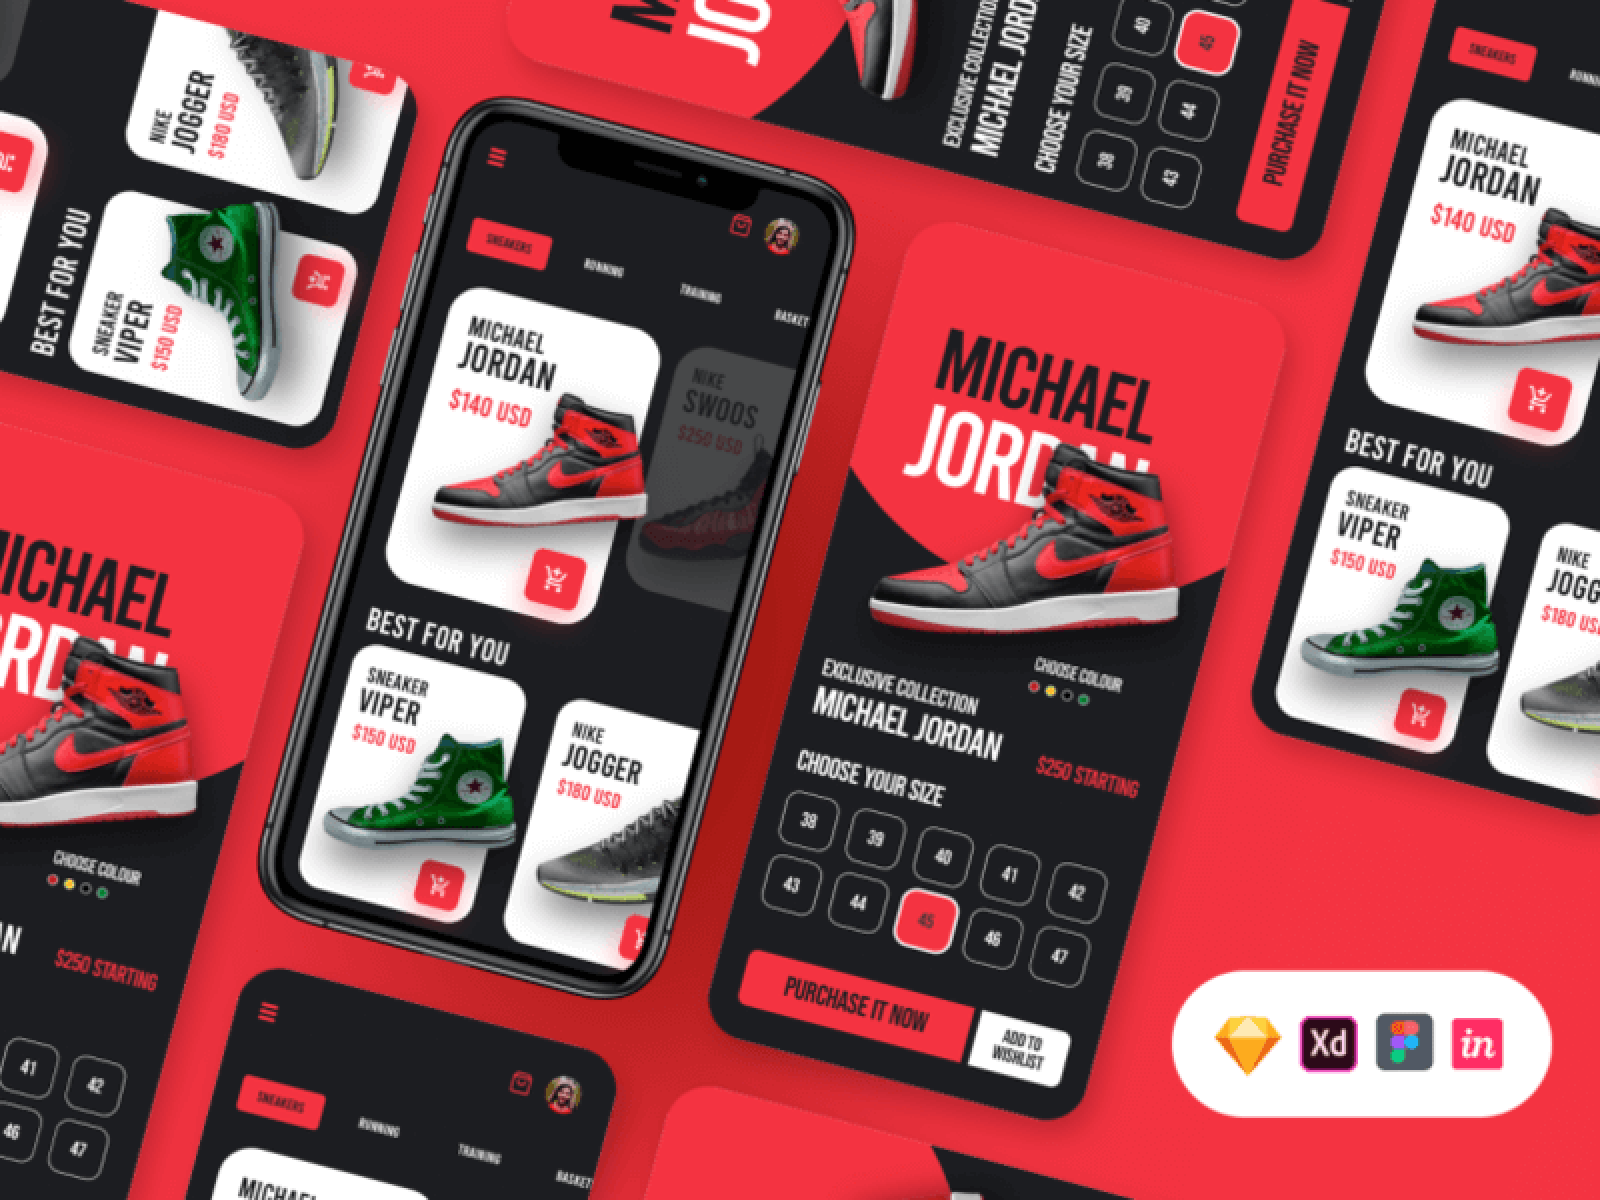 NIKE
JOGGER
$180 USD
BEST FOR YOU
SNEAKER
VIPER
$150 USD
JO
EXCLUSIVE COLLECTION
MICHAEL JORD
CHOOSE YOUR SIZE
38
39
40
43
44
45
PURCHASE IT NOW
SNEAKERS
MICHAEL
JORDAN
$140 USD
BEST FOR YOU
SNEAKER
VIPER
$150 USD
NIKE
JOGG
$180 US
SNEAKERS
RUNNING
TRAINING
BASKET
MICHAEL
JORDAN
$140 USD
NIKE
SWOOS
$250 USD
BEST FOR YOU
SNEAKER
VIPER
$150 USD
NIKE
JOGGER
$180 USD
MICHAEL
JORDAN
EXCLUSIVE COLLECTION
MICHAEL JORDAN
CHOOSE COLOUR
$250 STARTING
CHOOSE YOUR SIZE
38 39 40 41 42
43 44 45 46 47
PURCHASE IT NOW
ADD TO
WISHLIST
ICHAEL
RDAN
CHOOSE COLOUR
AN
$250 STARTING
41 42
46 47
SNEAKERS
RUNNING
TRAINING
BASKET
MICHAEL
Xd
in